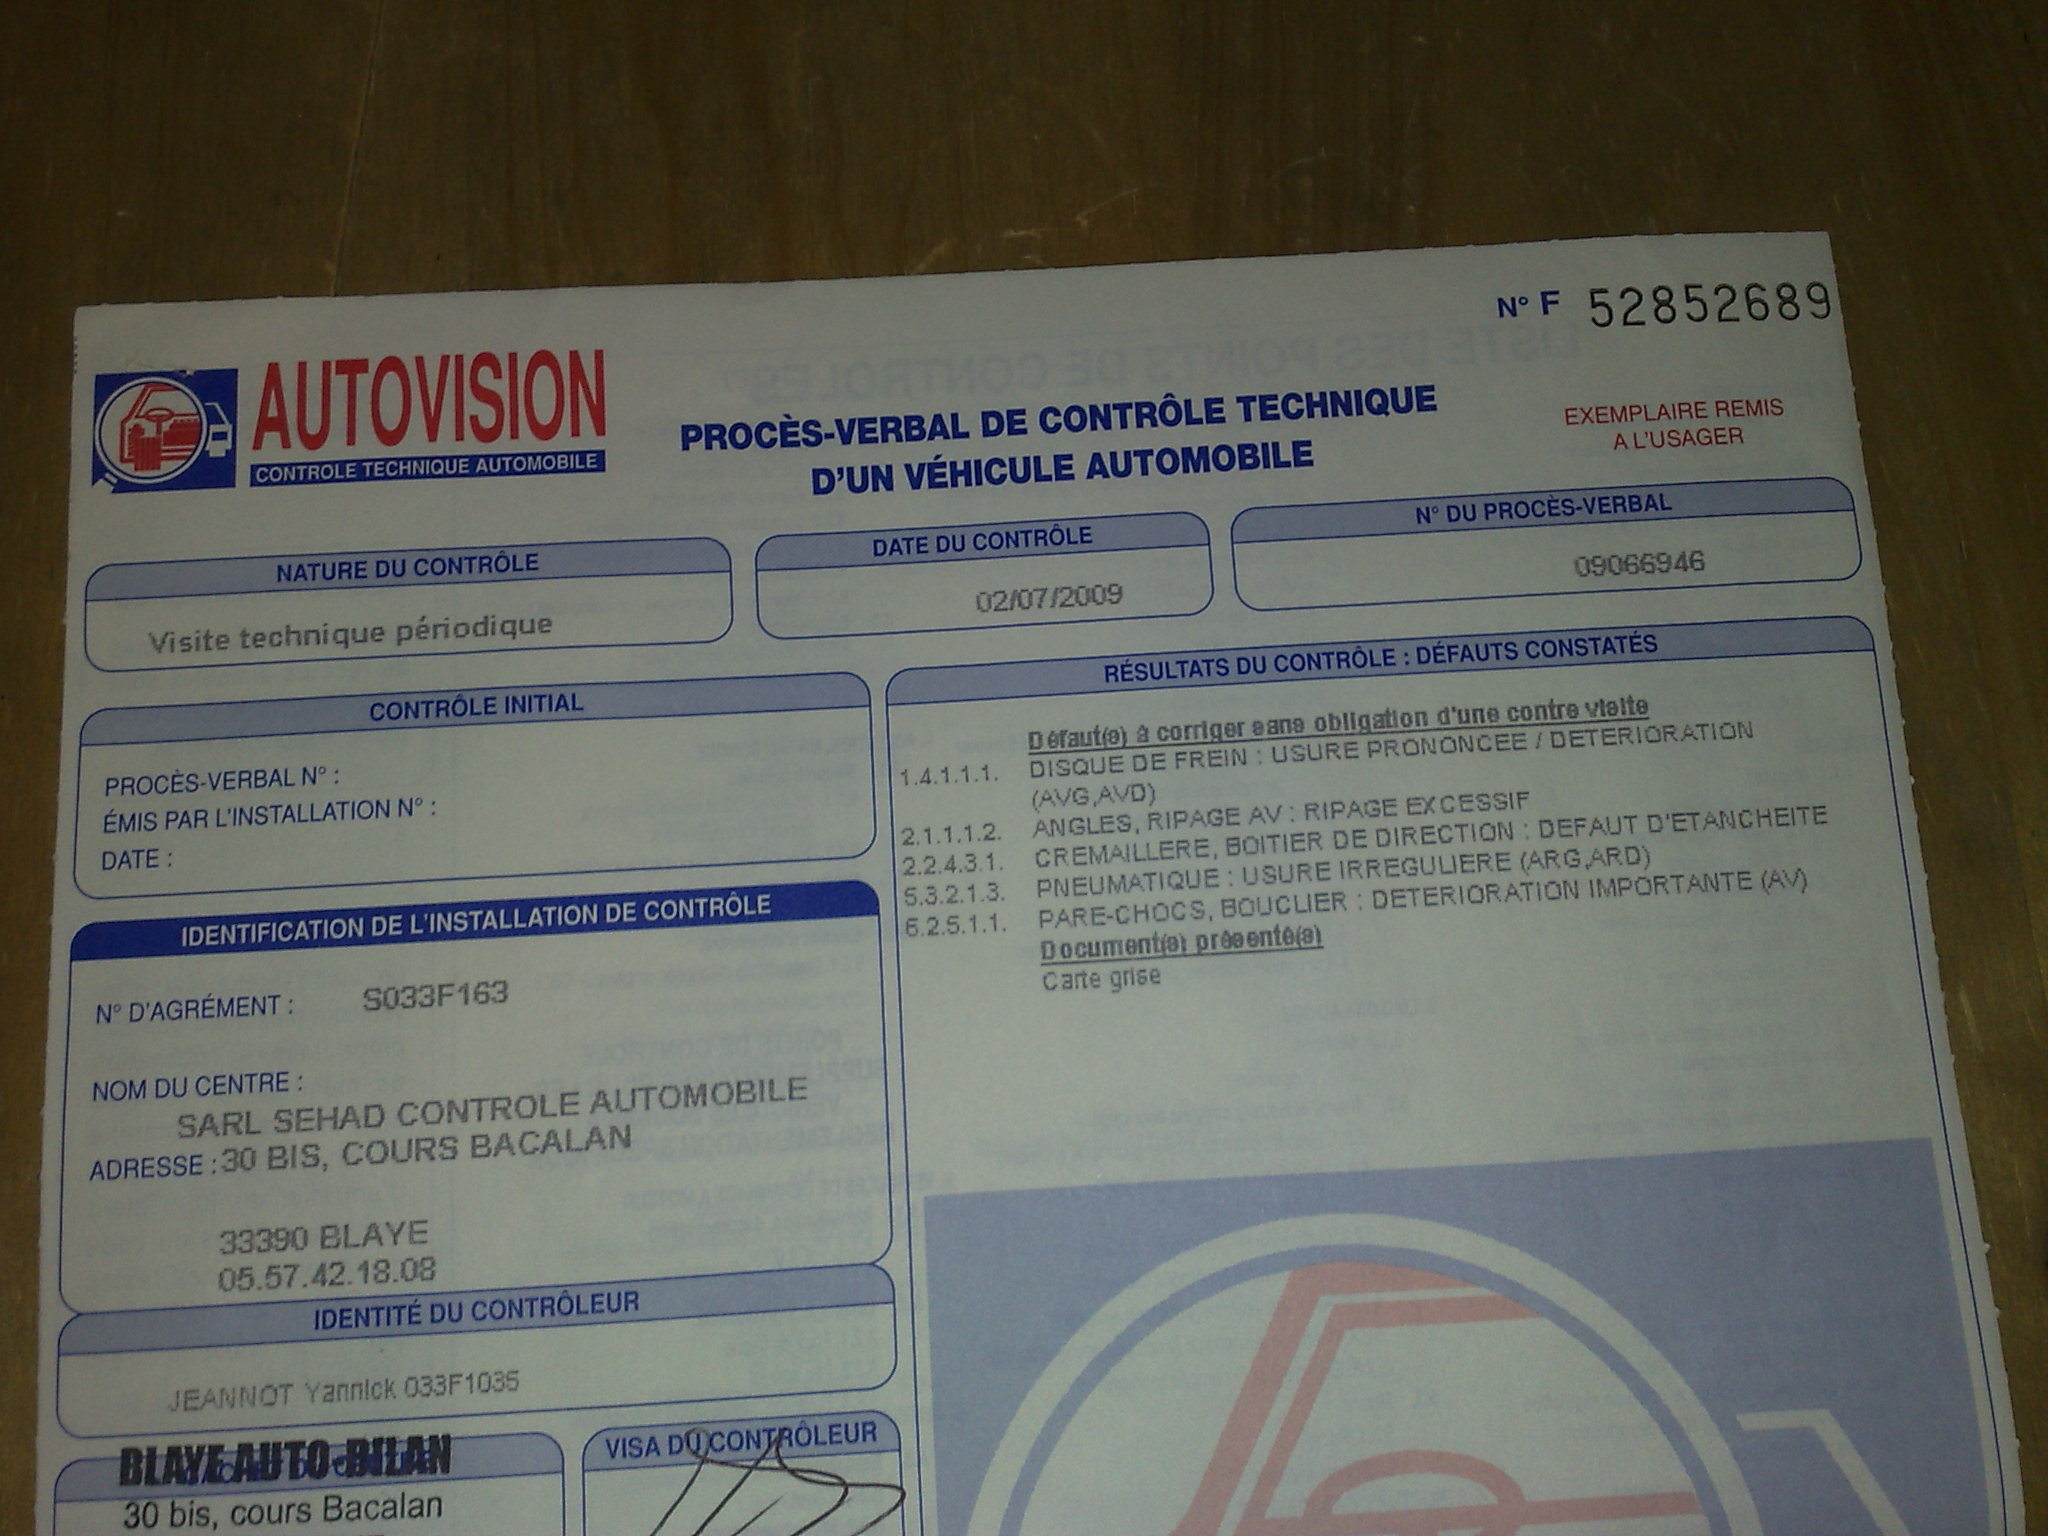 N° F 52852689
AUTOVISION
CONTROLE TECHNIQUE AUTOMOBILE
PROCÈS-VERBAL DE CONTRÔLE TECHNIQUE
D'UN VÉHICULE AUTOMOBILE
EXEMPLAIRE REMIS
A L'USAGER
NATURE DU CONTRÔLE
Visite technique périodique
DATE DU CONTRÔLE
02/07/2009
N° DU PROCÈS-VERBAL
09066946
CONTRÔLE INITIAL
PROCÈS-VERBAL N° :
ÉMIS PAR L'INSTALLATION N° :
DATE :
IDENTIFICATION DE L'INSTALLATION DE CONTRÔLE
N° D'AGRÉMENT : S033F163
NOM DU CENTRE :
SARL SEHAD CONTROLE AUTOMOBILE
ADRESSE : 30 BIS, COURS BACALAN
33390 BLAYE
05.57.42.18.08
IDENTITÉ DU CONTRÔLEUR
JEANNOT Yannick 033F1035
BLAYE AUTO-BILAN
30 bis, cours Bacalan
VISA DU CONTRÔLEUR
RÉSULTATS DU CONTRÔLE : DÉFAUTS CONSTATÉS
Défaut(s) à corriger sans obligation d'une contre visite
1.4.1.1.1. DISQUE DE FREIN : USURE PRONONCEE / DETERIORATION
(AVG,AVD)
2.1.1.1.2. ANGLES, RIPAGE AV : RIPAGE EXCESSIF
2.2.4.3.1. CREMAILLERE, BOITIER DE DIRECTION : DEFAUT D'ETANCHEITE
5.3.2.1.3. PNEUMATIQUE : USURE IRREGULIERE (ARG,ARD)
6.2.5.1.1. PARE-CHOCS, BOUCLIER : DETERIORATION IMPORTANTE (AV)
Document(s) présenté(s)
Carte grise